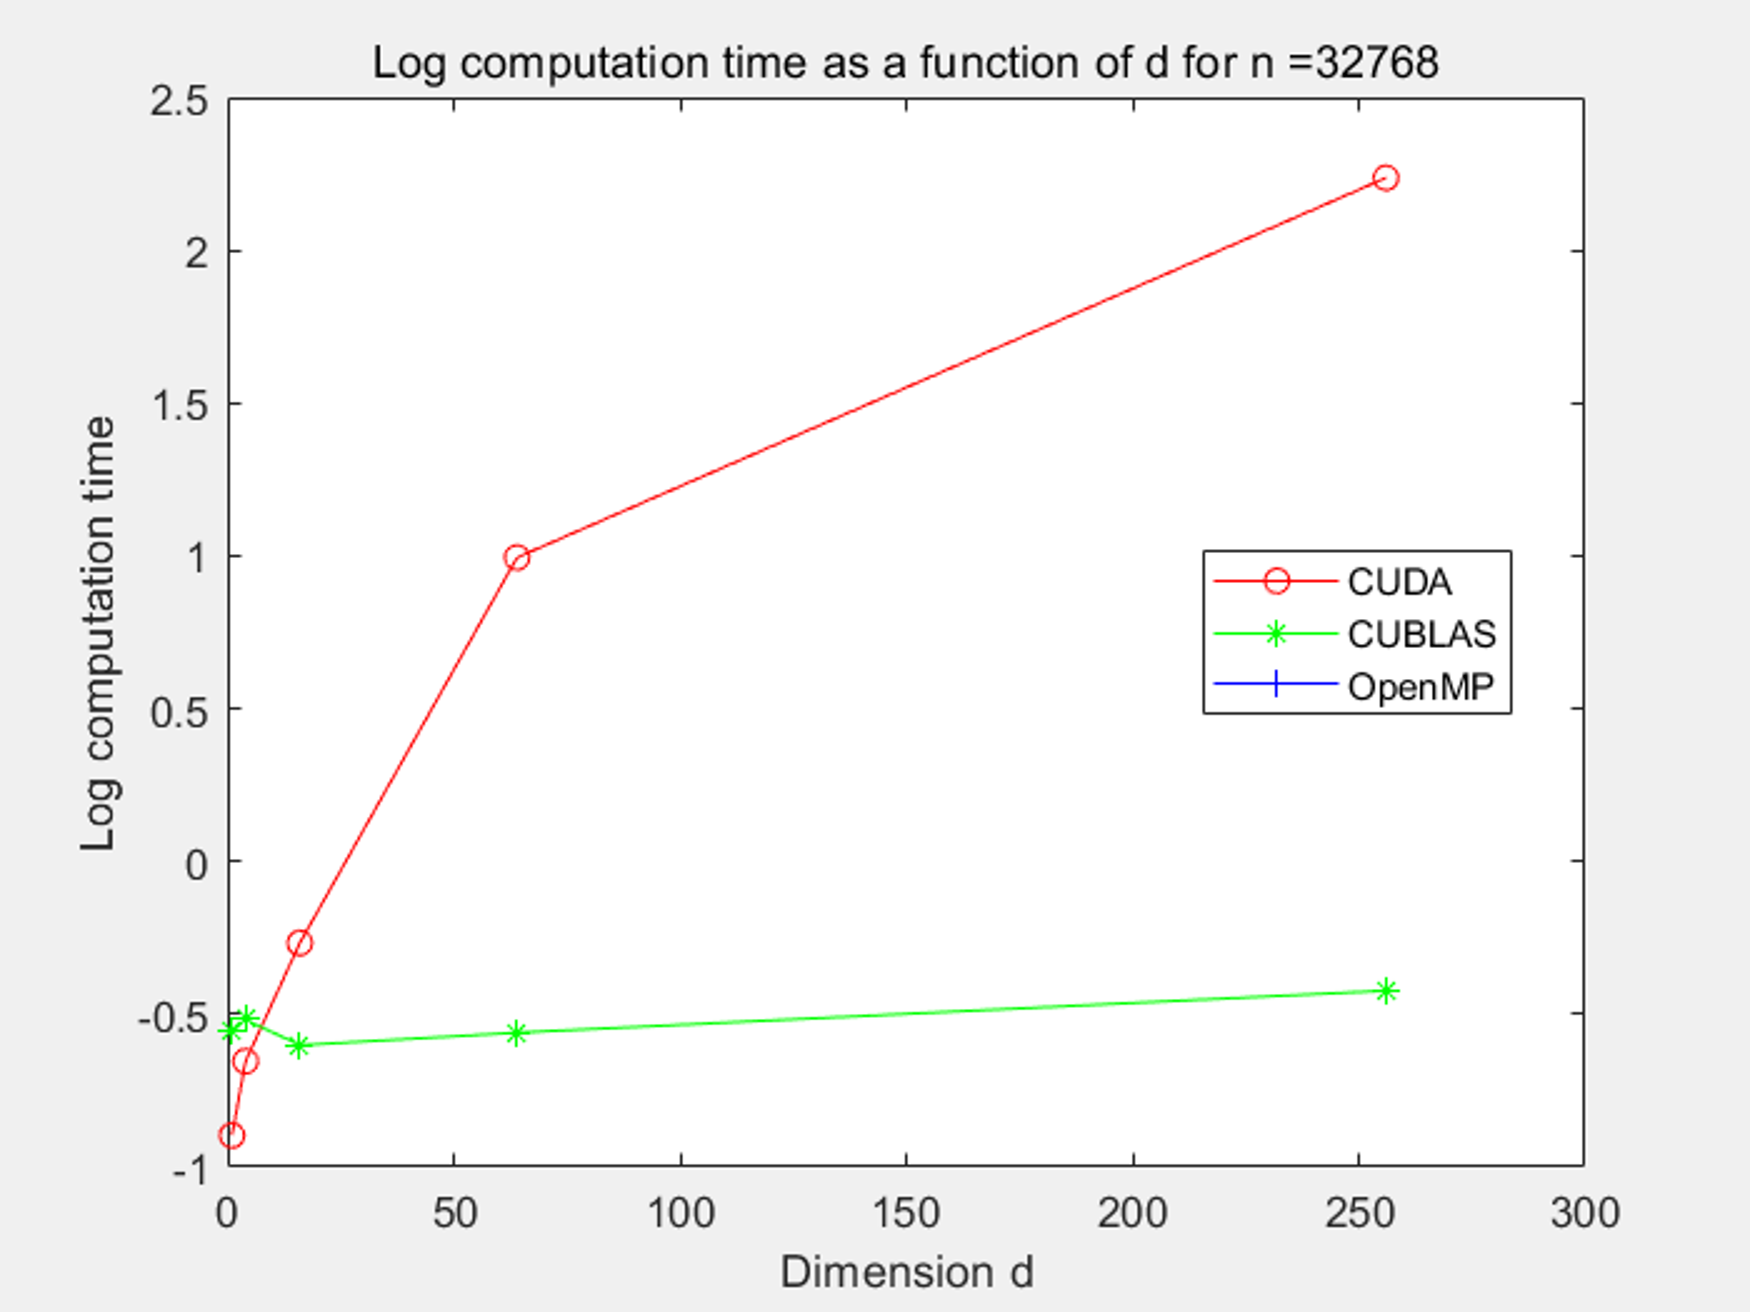 Log computation time as a function of d for n =32768
2.5
2
1.5
1
0.5
0
-0.5
-1
Log computation time
CUDA
CUBLAS
OpenMP
0 50 100 150 200 250 300
Dimension d